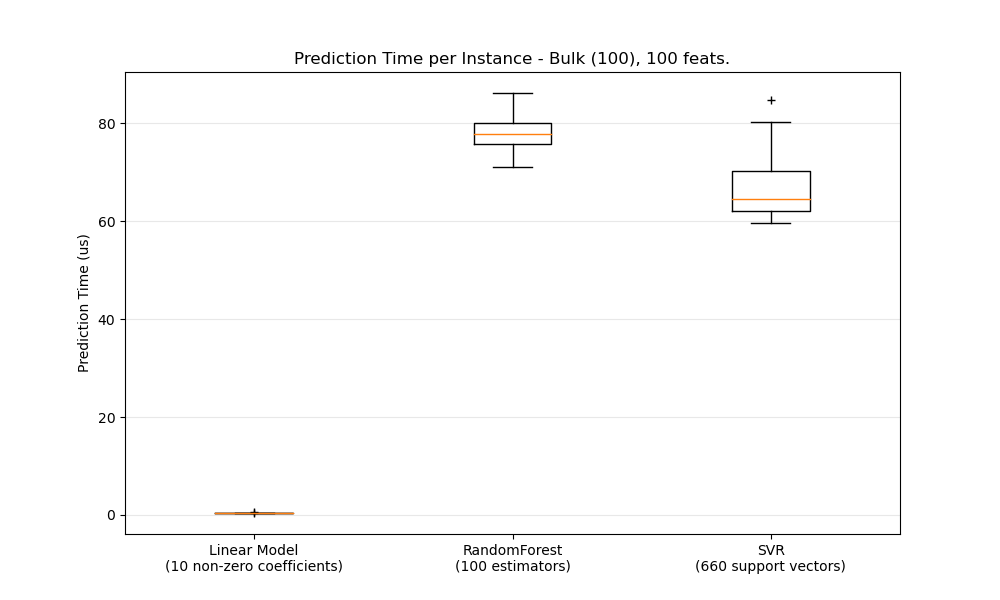 Prediction Time per Instance - Bulk (100), 100 feats.
Prediction Time (us)
80
60
40
20
0
Linear Model
(10 non-zero coefficients)
RandomForest
(100 estimators)
SVR
(660 support vectors)